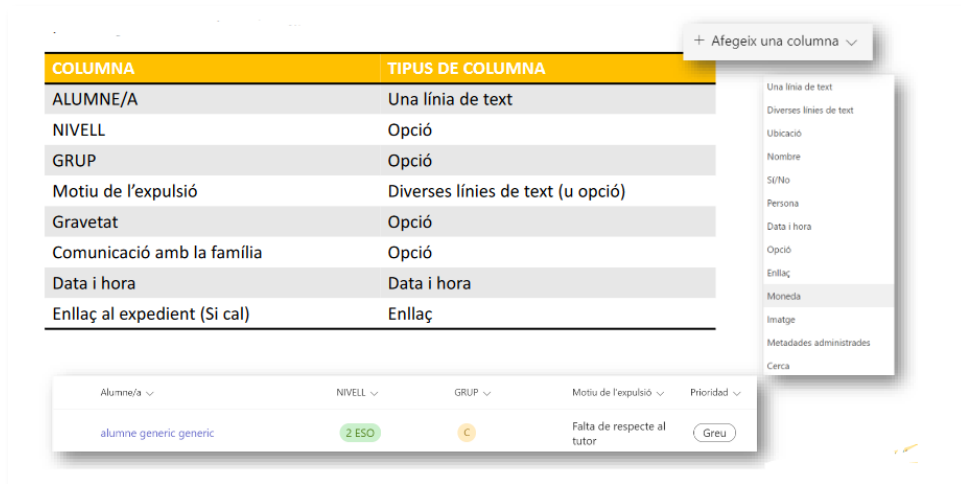 + Afegeix una columna
COLUMNA TIPUS DE COLUMNA
ALUMNE/A Una línia de text
NIVELL Opció
GRUP Opció
Motiu de l'expulsió Diverses línies de text (u opció)
Gravetat Opció
Comunicació amb la família Opció
Data i hora Data i hora
Enllaç al expedient (Si cal) Enllaç
Una línia de text
Diverses línies de text
Ubicació
Nombre
Sí/No
Persona
Data i hora
Opció
Enllaç
Moneda
Imatge
Metadades administrades
Cerca
Alumne/a NIVELL GRUP Motiu de l'expulsió Prioridad
alumne generic generic 2 ESO C Falta de respecte al Greu
tutor